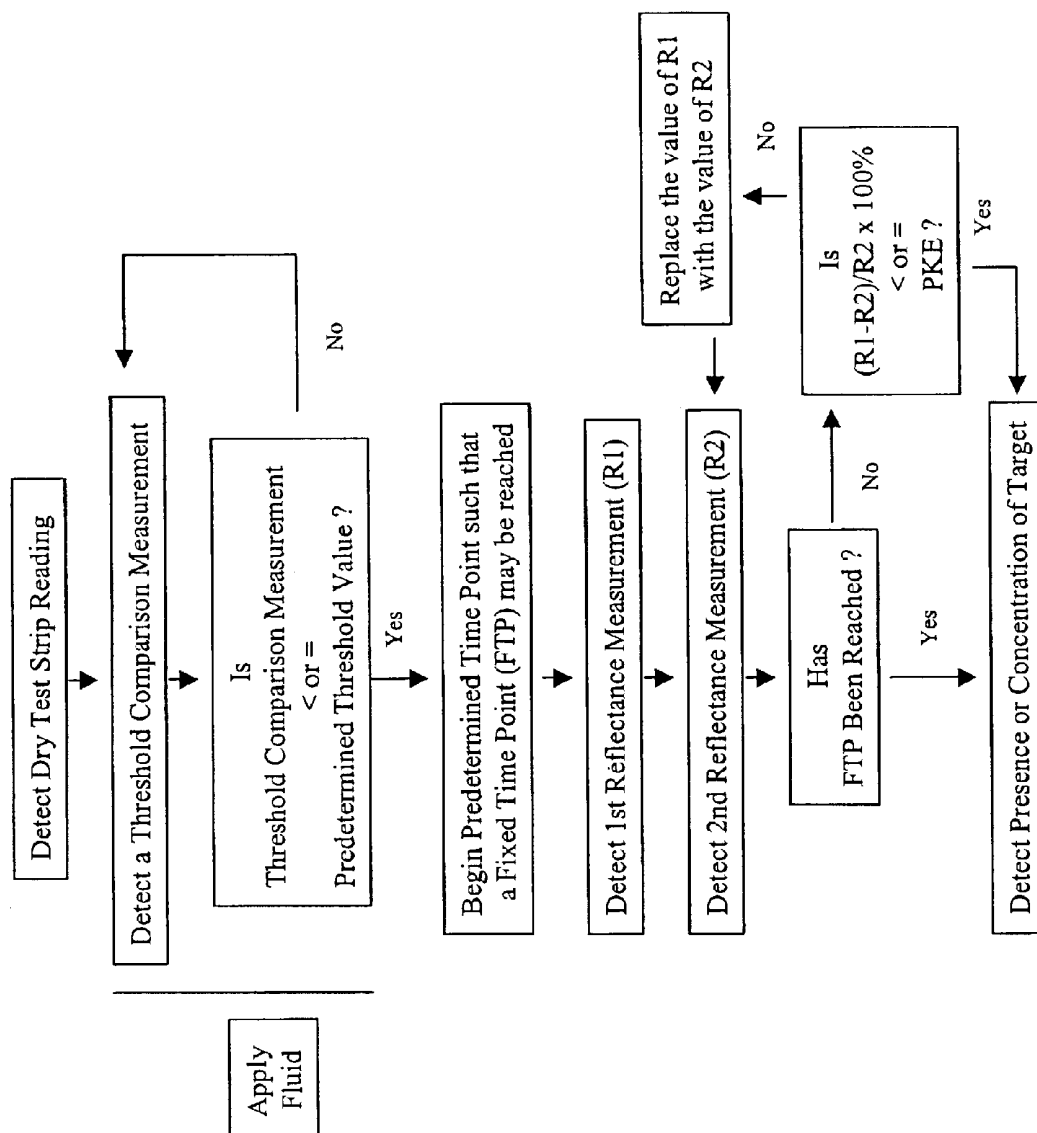 Detect Dry Test Strip Reading
Detect a Threshold Comparison Measurement
Apply
Fluid
Is
Threshold Comparison Measurement
< or =
Predetermined Threshold Value ?
No
Yes
Begin Predetermined Time Point such that
a Fixed Time Point (FTP) may be reached
Detect 1st Reflectance Measurement (R1)
Detect 2nd Reflectance Measurement (R2)
Replace the value of R1
with the value of R2
Has
FTP Been Reached ?
No
Is
(R1-R2)/R2 x 100%
< or =
PKE ?
No
Yes
Yes
Detect Presence or Concentration of Target